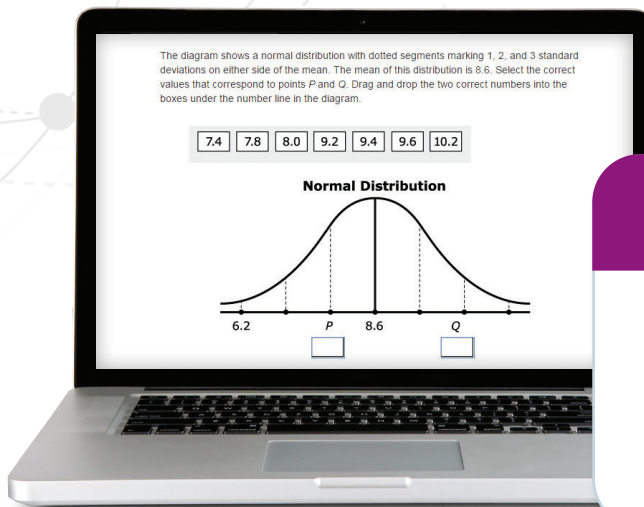 The diagram shows a normal distribution with dotted segments marking 1, 2, and 3 standard
deviations on either side of the mean. The mean of this distribution is 8.6. Select the correct
values that correspond to points P and Q. Drag and drop the two correct numbers into the
boxes under the number line in the diagram.
7.4 7.8 8.0 9.2 9.4 9.6 10.2
Normal Distribution
6.2 P 8.6 Q